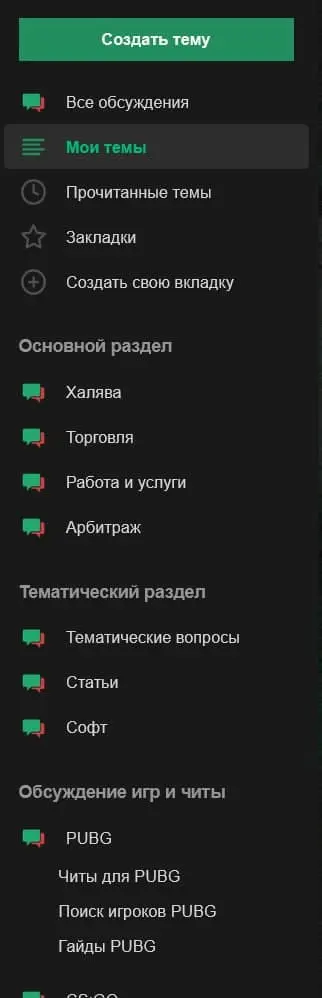 Создать тему
Все обсуждения
Мои темы
Прочитанные темы
Закладки
Создать свою вкладку
Основной раздел
Халява
Торговля
Работа и услуги
Арбитраж
Тематический раздел
Тематические вопросы
Статьи
Софт
Обсуждение игр и читы
PUBG
Читы для PUBG
Поиск игроков PUBG
Гайды PUBG